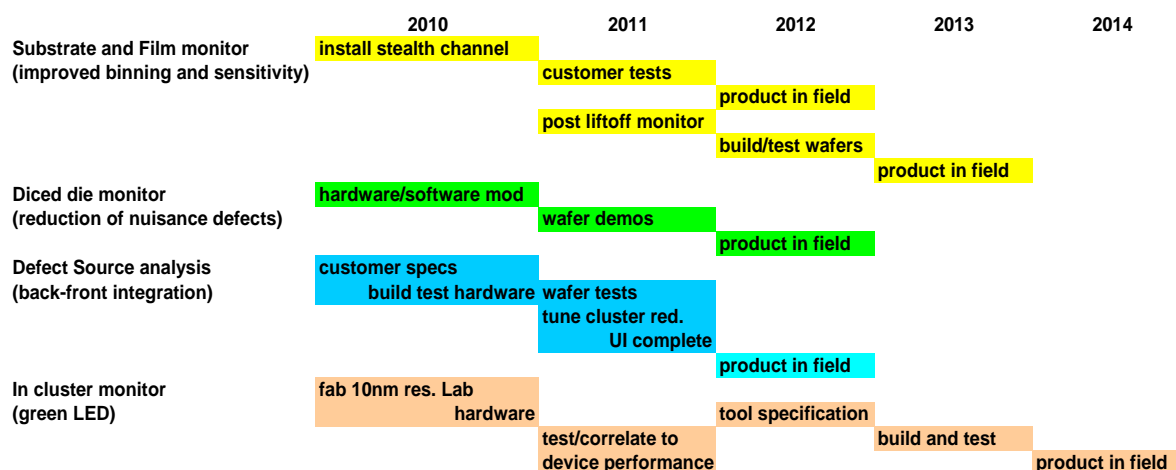 2010 2011 2012 2013 2014
Substrate and Film monitor install stealth channel
(improved binning and sensitivity) customer tests
product in field
post liftoff monitor
build/test wafers
product in field
Diced die monitor hardware/software mod
(reduction of nuisance defects) wafer demos
product in field
Defect Source analysis customer specs
(back-front integration) build test hardware wafer tests
tune cluster red.
UI complete
product in field
In cluster monitor fab 10nm res. Lab
(green LED) hardware tool specification
test/correlate to build and test
device performance product in field